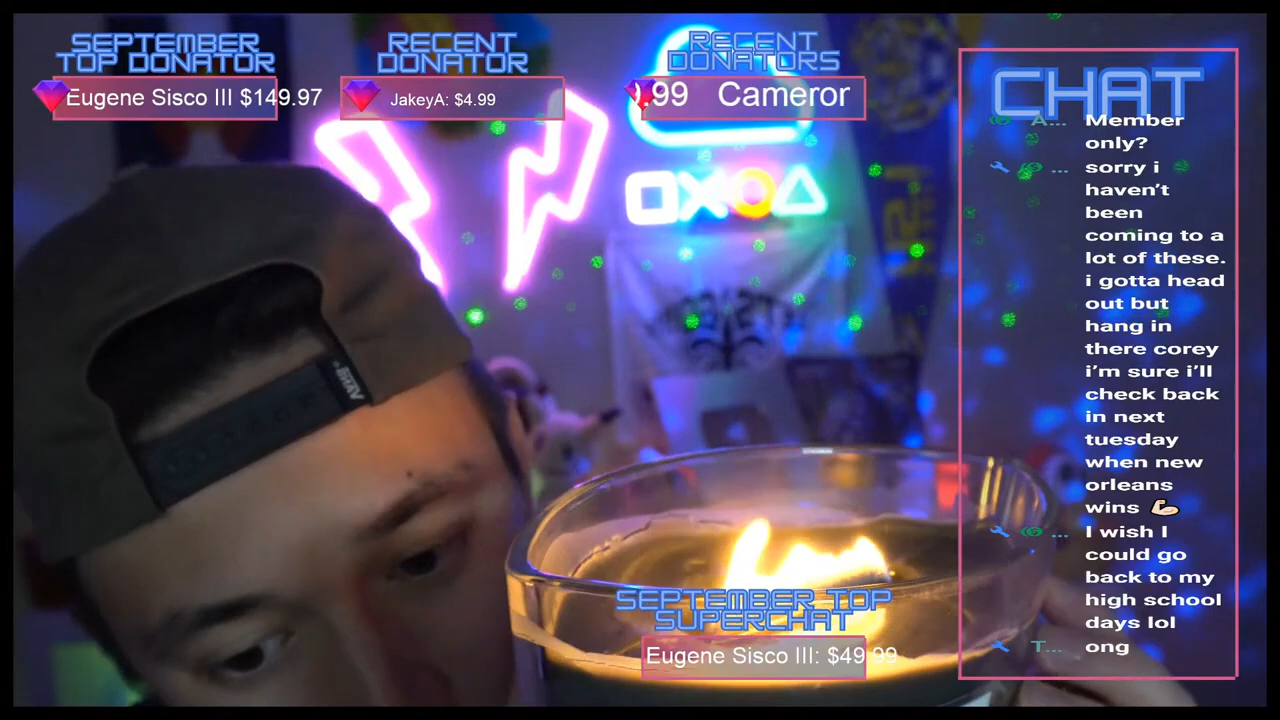 SEPTEMBER
TOP DONATOR
Eugene Sisco III $149.97
RECENT
DONATOR
JakeyA: $4.99
RECENT
DONATORS
.99 Cameror
CHAT
A... Member
only?
... sorry i
haven't
been
coming to a
lot of these.
i gotta head
out but
hang in
there corey
i'm sure i'll
check back
in next
tuesday
when new
orleans
wins 💪🏻
... I wish I
could go
back to my
high school
days lol
T... ong
SEPTEMBER TOP
SUPERCHAT
Eugene Sisco III: $49.99